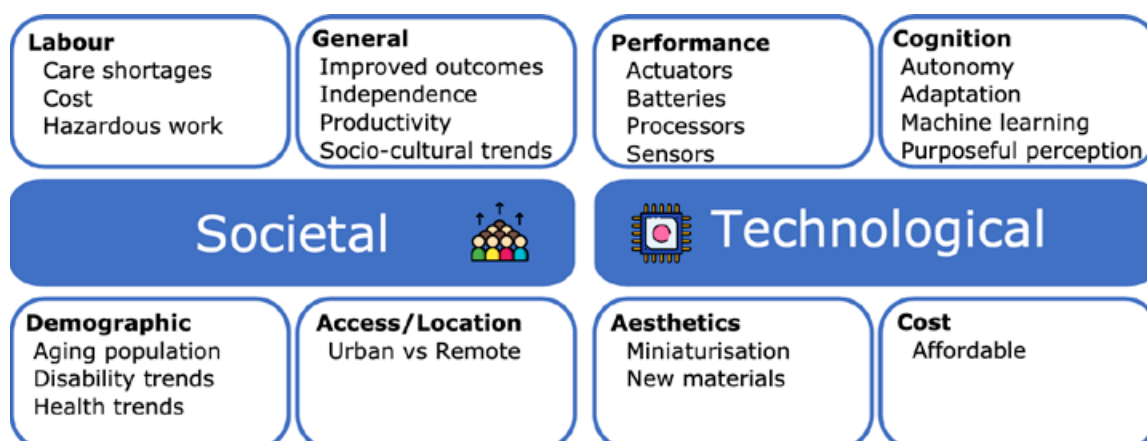 Labour
Care shortages
Cost
Hazardous work
General
Improved outcomes
Independence
Productivity
Socio-cultural trends
Performance
Actuators
Batteries
Processors
Sensors
Cognition
Autonomy
Adaptation
Machine learning
Purposeful perception
Societal
Technological
Demographic
Aging population
Disability trends
Health trends
Access/Location
Urban vs Remote
Aesthetics
Miniaturisation
New materials
Cost
Affordable